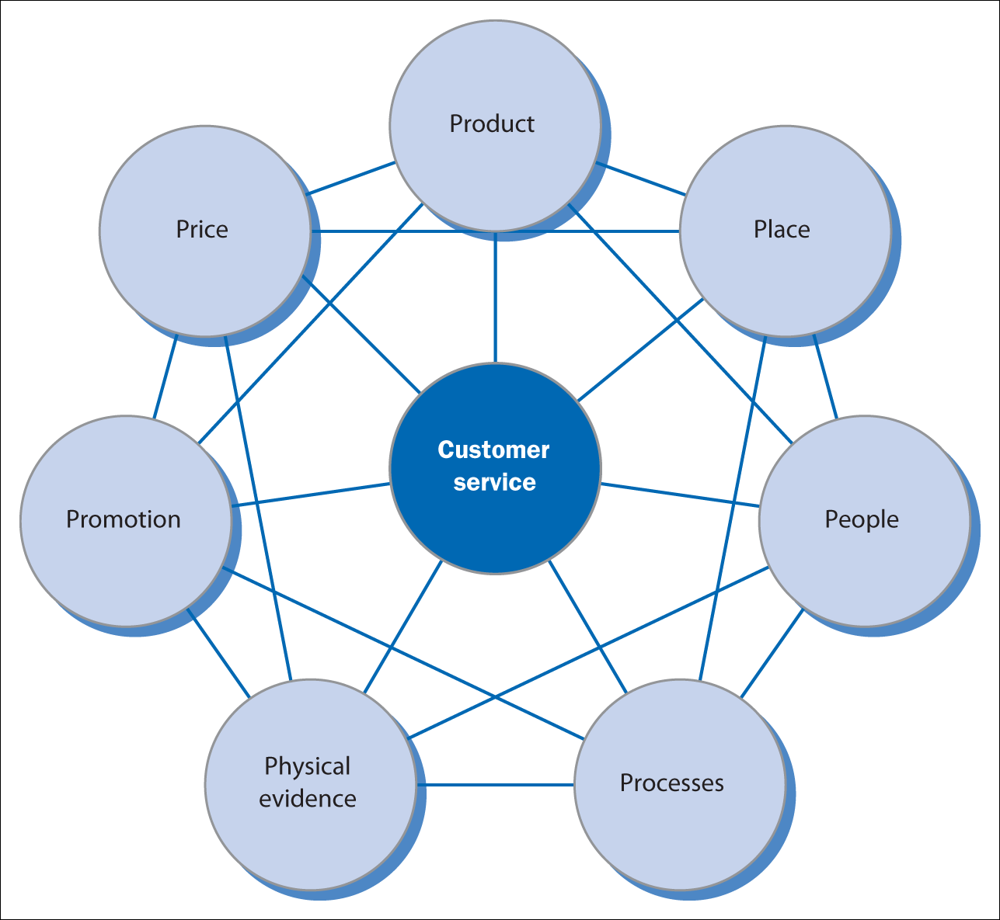 Product
Price
Place
Customer
service
Promotion
People
Physical
evidence
Processes